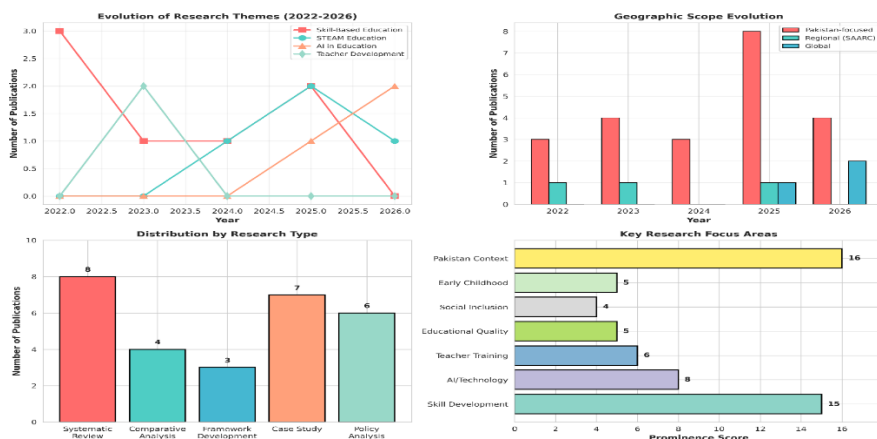 Evolution of Research Themes (2022-2026)
Skill-Based Education
STEAM Education
AI in Education
Teacher Development
Number of Publications
3.0
2.5
2.0
1.5
1.0
0.5
0.0
2022.0 2022.5 2023.0 2023.5 2024.0 2024.5 2025.0 2025.5 2026.0
Year
Geographic Scope Evolution
Pakistan-focused
Regional (SAARC)
Global
Number of Publications
8
7
6
5
4
3
2
1
0
2022 2023 2024 2025 2026
Year
Distribution by Research Type
Number of Publications
10
8
6
4
2
0
8
4
3
7
6
Systematic Review
Comparative Analysis
Framework Development
Case Study
Policy Analysis
Key Research Focus Areas
Pakistan Context 16
Early Childhood 5
Social Inclusion 4
Educational Quality 5
Teacher Training 6
AI/Technology 8
Skill Development 15
0 2 4 6 8 10 12 14 16
Prominence Score